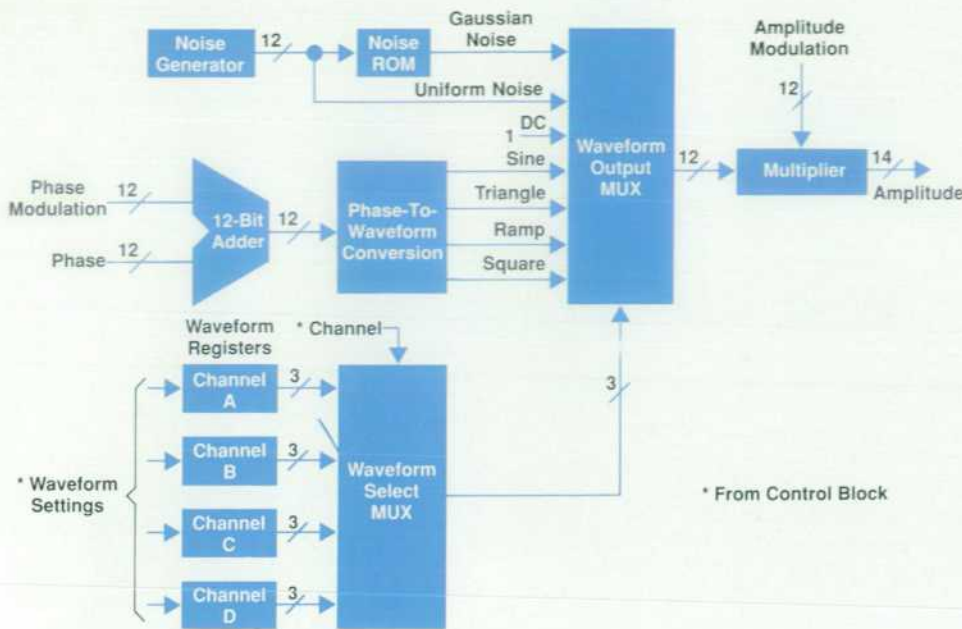 Noise
Generator
12
Noise
ROM
Gaussian
Noise
Uniform Noise
1 DC
Sine
Triangle
Ramp
Square
Waveform
Output
MUX
12
Amplitude
Modulation
12
Multiplier
14
Amplitude
Phase
Modulation
12
Phase
12
12-Bit
Adder
12
Phase-To-
Waveform
Conversion
Waveform
Registers
* Channel
Channel
A
3
Channel
B
3
Channel
C
3
Channel
D
3
* Waveform
Settings
Waveform
Select
MUX
3
* From Control Block